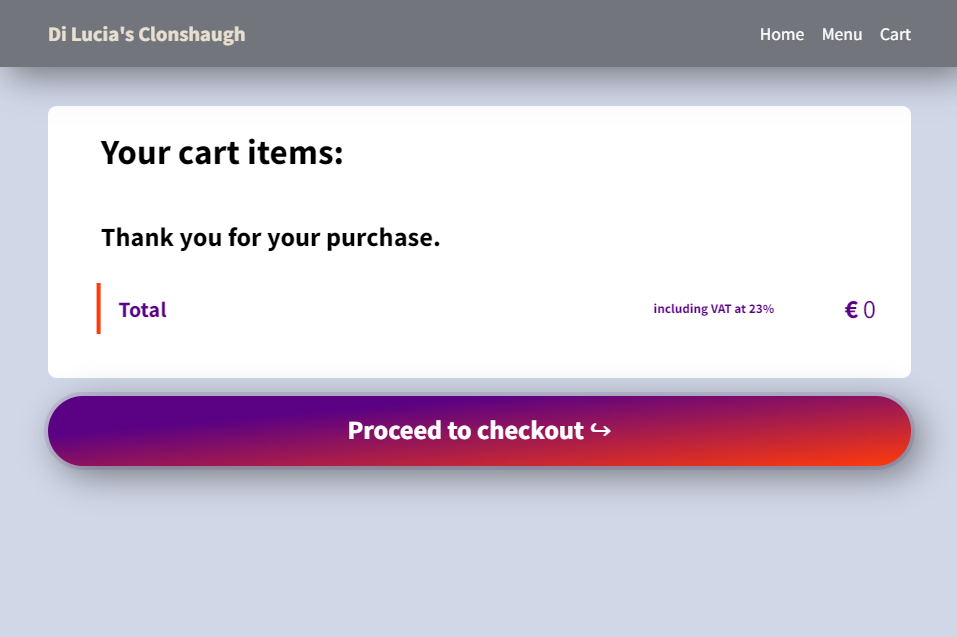 Di Lucia's Clonshaugh Home Menu Cart
Your cart items:
Thank you for your purchase.
Total including VAT at 23% € 0
Proceed to checkout ↪